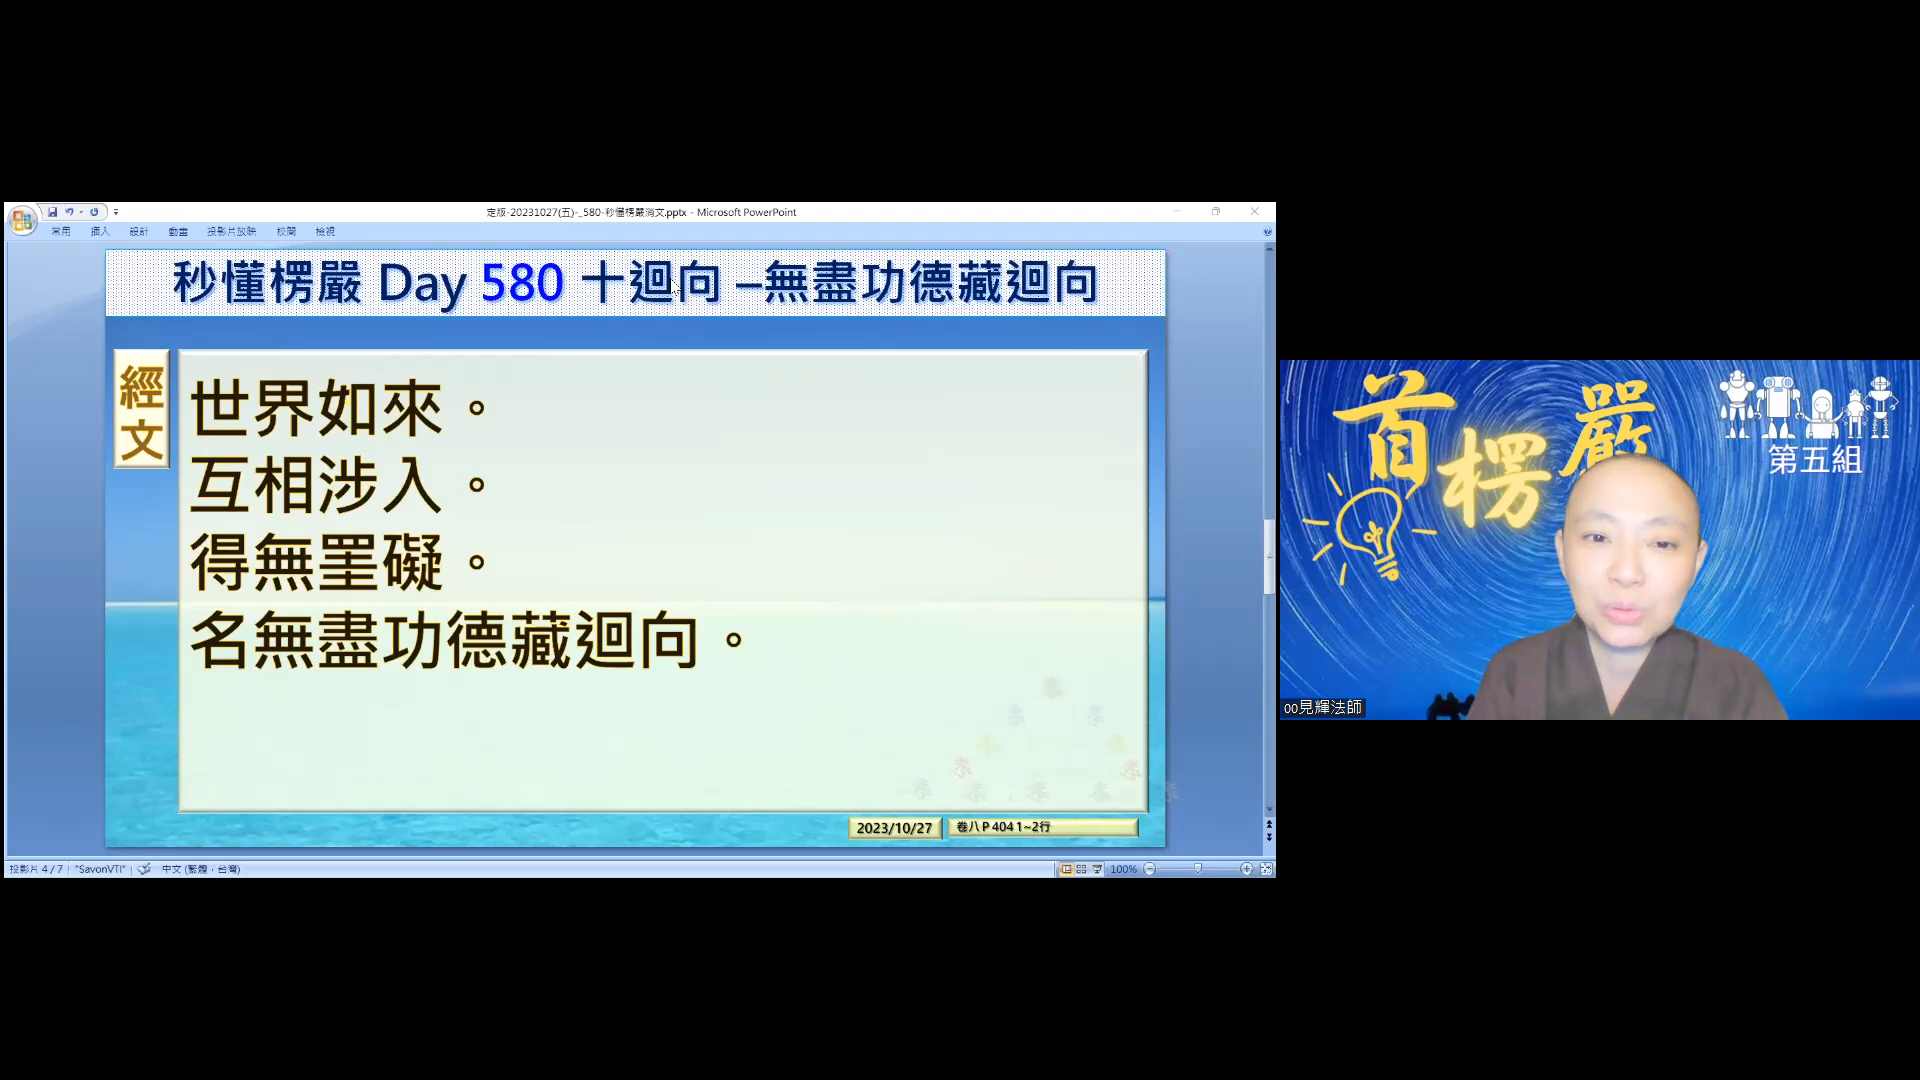 定版-20231027(五)-_580-秒懂楞嚴消文.pptx - Microsoft PowerPoint
常用 插入 設計 動畫 投影片放映 校閱 檢視
秒懂楞嚴 Day 580 十迴向 –無盡功德藏迴向
經文
世界如來。
互相涉入。
得無罣礙。
名無盡功德藏迴向。
2023/10/27 卷八 P 404 1~2行
投影片 4 / 7 "SavonVTI" 中文 (繁體，台灣) 100%
首楞嚴
第五組
00見輝法師